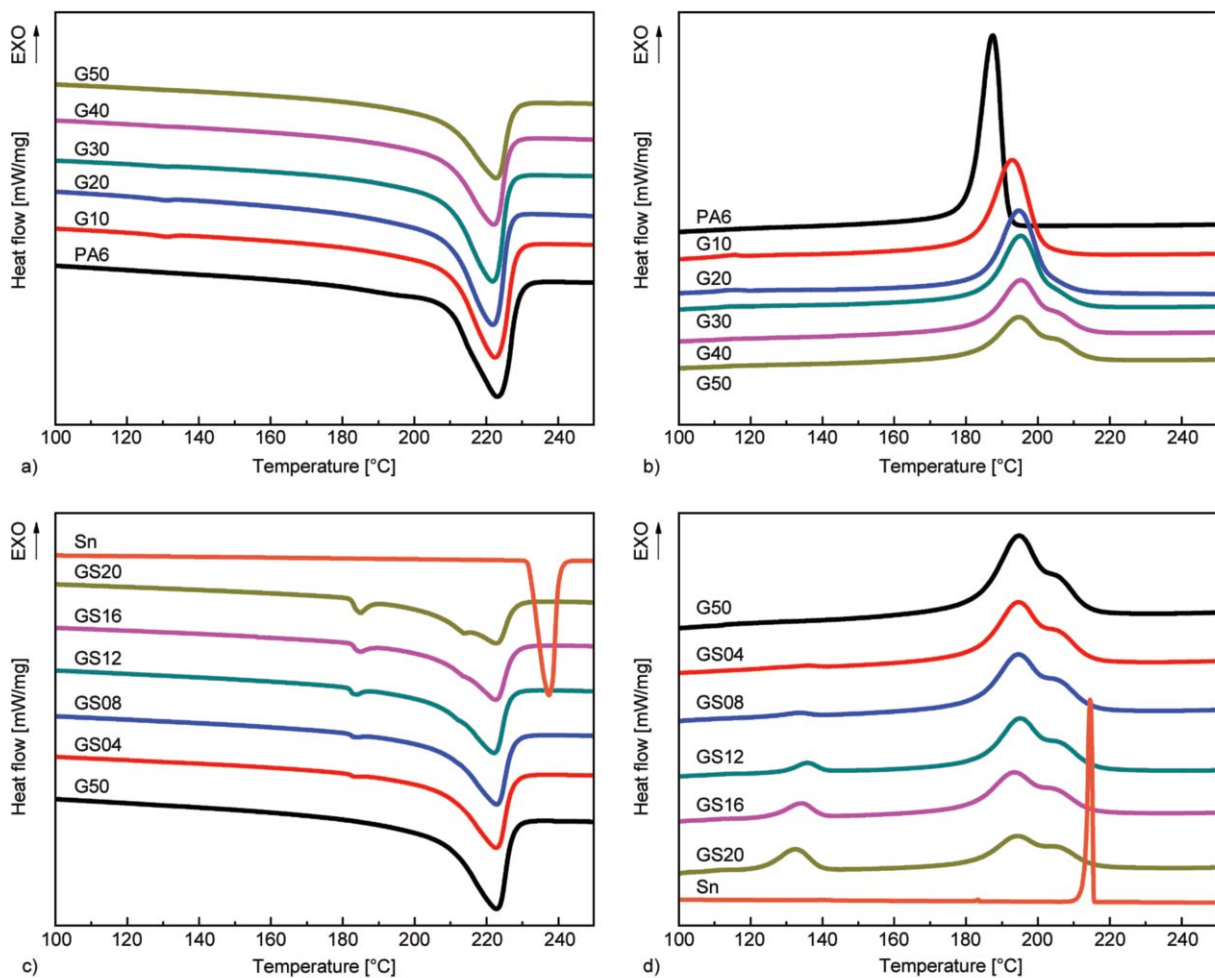 EXO
Heat flow [mW/mg]
G50
G40
G30
G20
G10
PA6
100 120 140 160 180 200 220 240
Temperature [°C]
a)
EXO
Heat flow [mW/mg]
PA6
G10
G20
G30
G40
G50
100 120 140 160 180 200 220 240
Temperature [°C]
b)
EXO
Heat flow [mW/mg]
Sn
GS20
GS16
GS12
GS08
GS04
G50
100 120 140 160 180 200 220 240
Temperature [°C]
c)
EXO
Heat flow [mW/mg]
G50
GS04
GS08
GS12
GS16
GS20
Sn
100 120 140 160 180 200 220 240
Temperature [°C]
d)